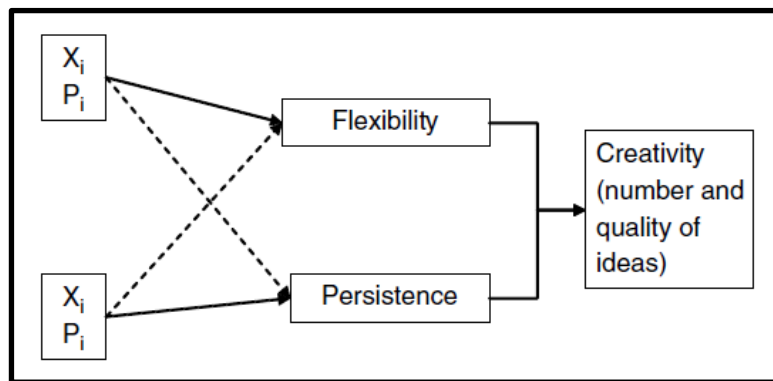 Xᵢ
Pᵢ
Flexibility
Creativity
(number and
quality of
ideas)
Xᵢ
Pᵢ
Persistence